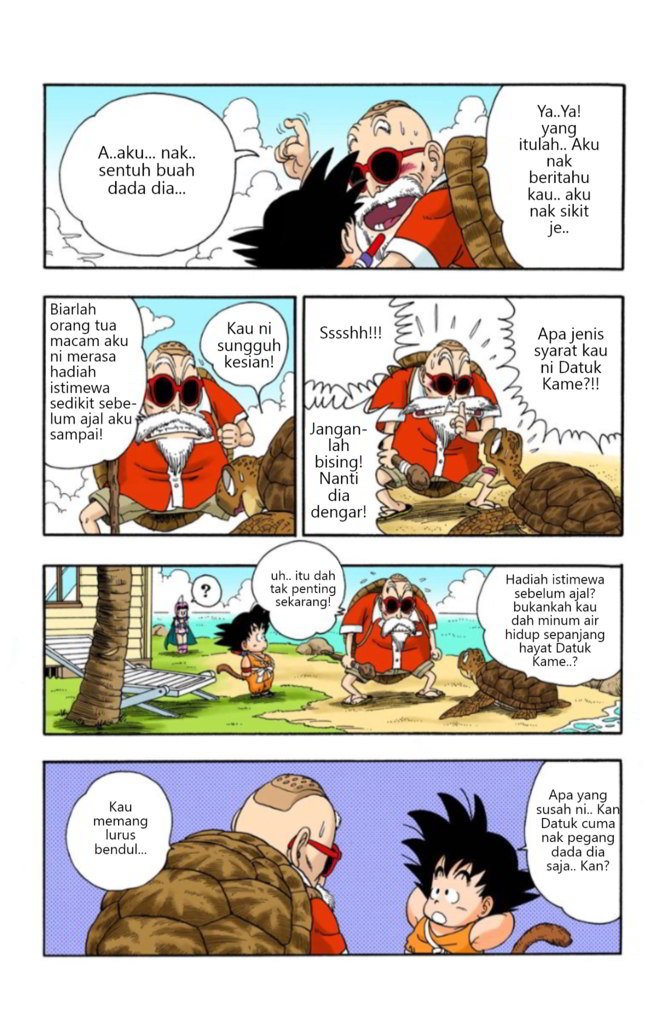 Ya..Ya!
yang
itulah.. Aku
nak
beritahu
kau.. aku
nak sikit
je..
A..aku... nak..
sentuh buah
dada dia...
Apa jenis
syarat kau
ni Datuk
Kame?!!
Sssshh!!!
Jangan-
lah
bising!
Nanti
dia
dengar!
Kau ni
sungguh
kesian!
Biarlah
orang tua
macam aku
ni merasa
hadiah
istimewa
sedikit sebe-
lum ajal aku
sampai!
Hadiah istimewa
sebelum ajal?
bukankah kau
dah minum air
hidup sepanjang
hayat Datuk
Kame..?
uh.. itu dah
tak penting
sekarang!
?
Apa yang
susah ni.. Kan
Datuk cuma
nak pegang
dada dia
saja.. Kan?
Kau
memang
lurus
bendul...